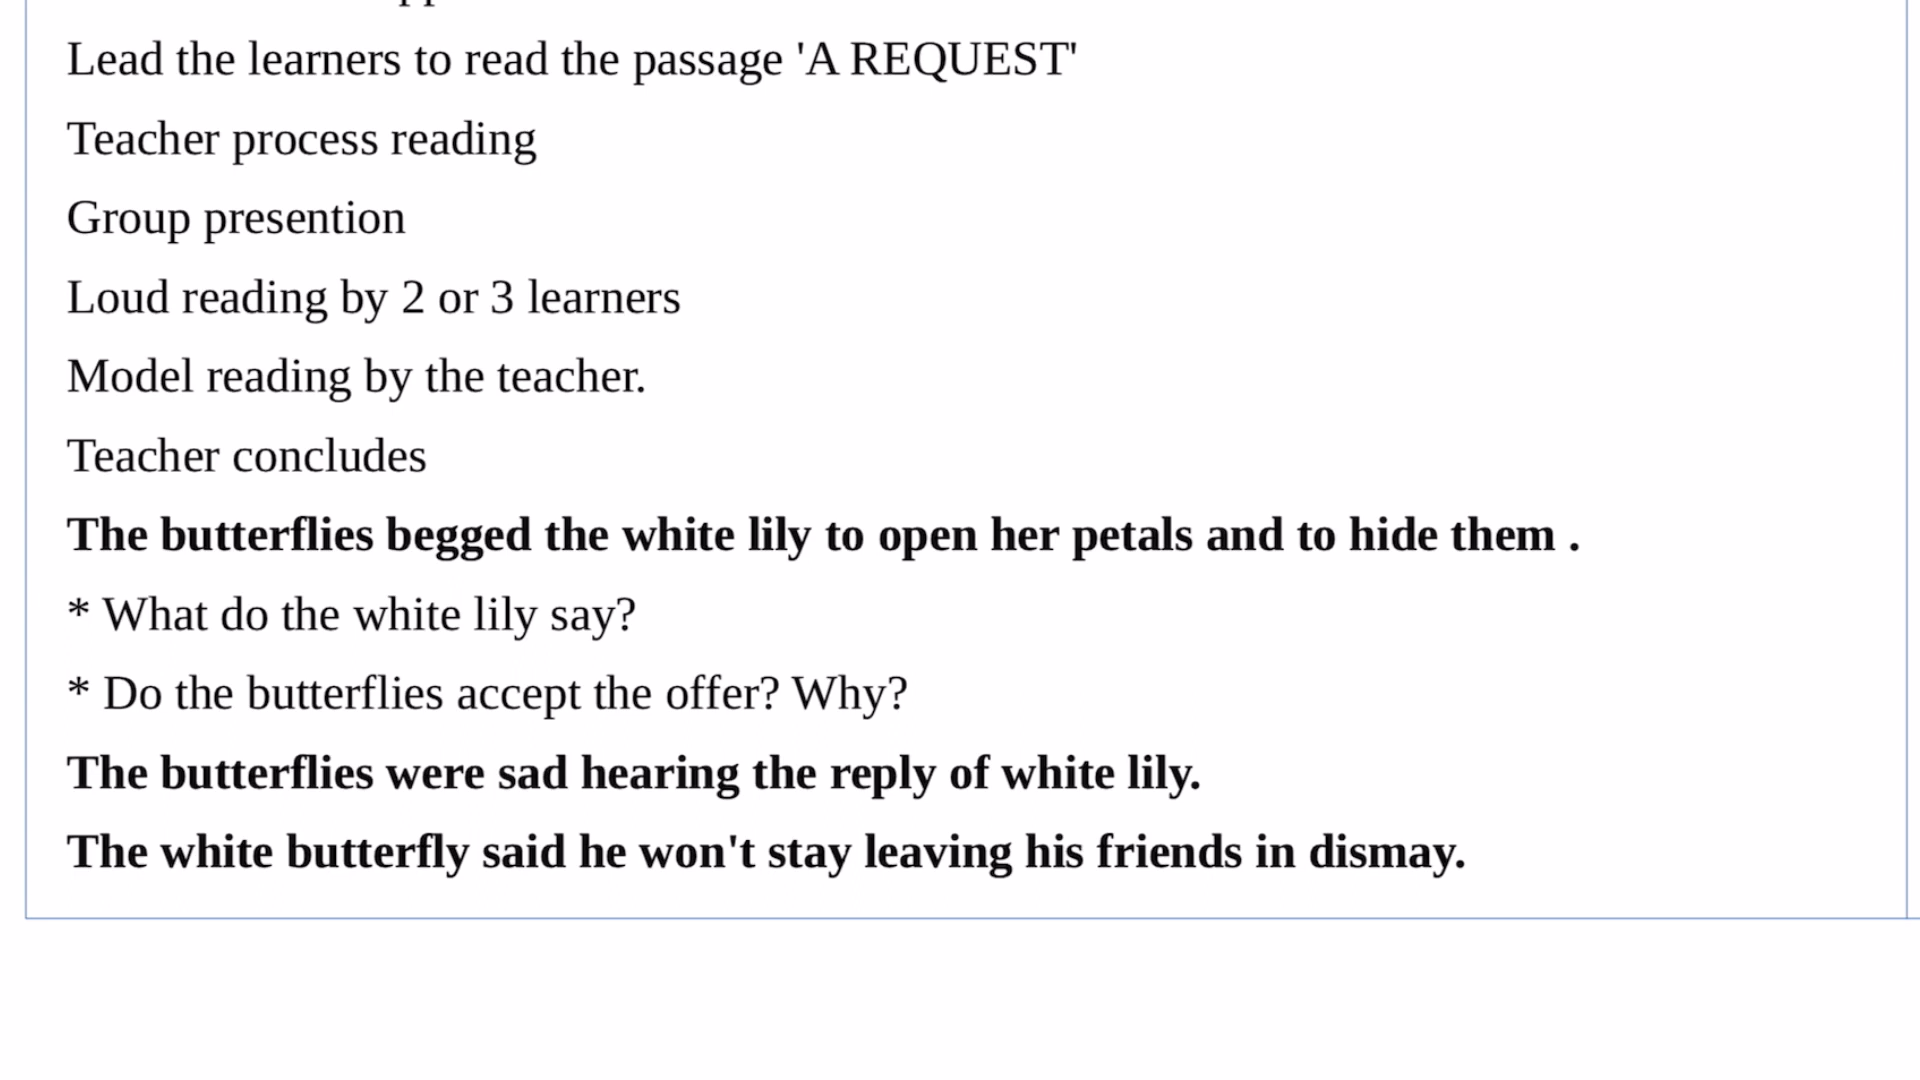 Lead the learners to read the passage 'A REQUEST'
Teacher process reading
Group presention
Loud reading by 2 or 3 learners
Model reading by the teacher.
Teacher concludes
The butterflies begged the white lily to open her petals and to hide them .
* What do the white lily say?
* Do the butterflies accept the offer? Why?
The butterflies were sad hearing the reply of white lily.
The white butterfly said he won't stay leaving his friends in dismay.